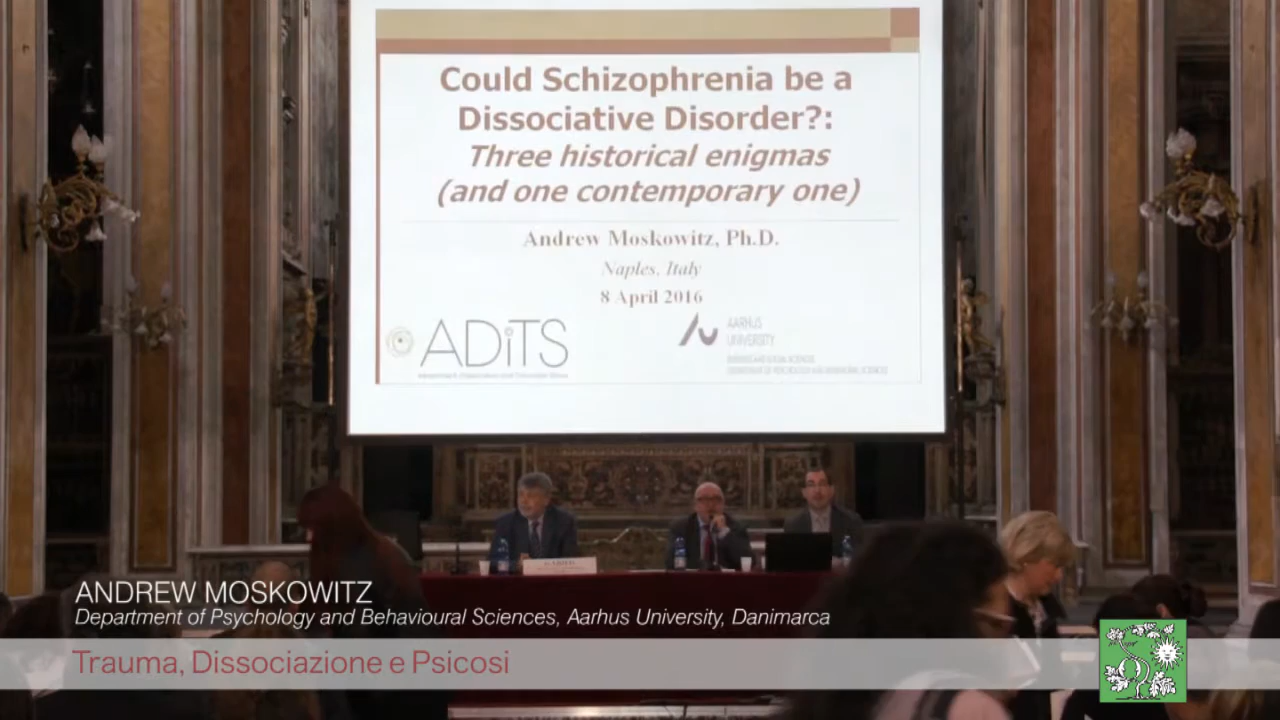 Could Schizophrenia be a
Dissociative Disorder?:
Three historical enigmas
(and one contemporary one)
Andrew Moskowitz, Ph.D.
Naples, Italy
8 April 2016
ADiTS
AARHUS
UNIVERSITY
ANDREW MOSKOWITZ
Department of Psychology and Behavioural Sciences, Aarhus University, Danimarca
Trauma, Dissociazione e Psicosi